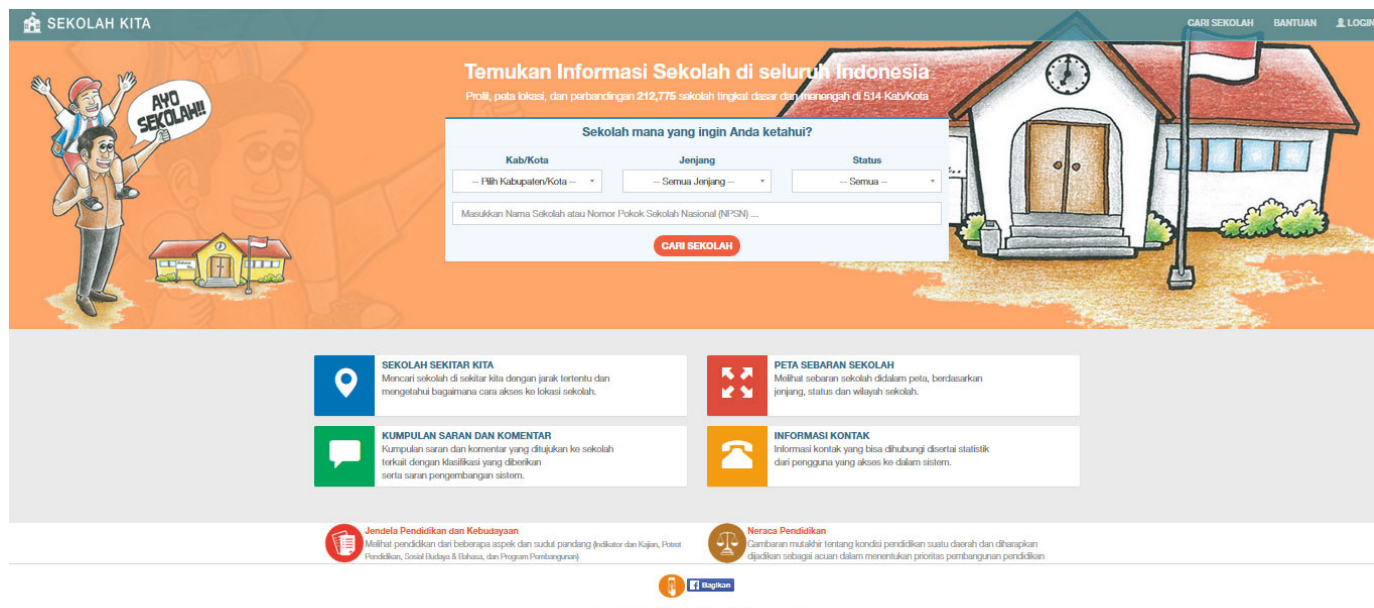 SEKOLAH KITA
CARI SEKOLAH
BANTUAN
LOGIN
AYO
SEKOLAH!!
Temukan Informasi Sekolah di seluruh Indonesia
Profil, peta lokasi, dan perbandingan 212,775 sekolah tingkat dasar dan menengah di 514 Kab/Kota
Sekolah mana yang ingin Anda ketahui?
Kab/Kota
Jenjang
Status
-- Pilih Kabupaten/Kota --
-- Semua Jenjang --
-- Semua --
Masukkan Nama Sekolah atau Nomor Pokok Sekolah Nasional (NPSN) ...
CARI SEKOLAH
SEKOLAH SEKITAR KITA
Mencari sekolah di sekitar kita dengan jarak tertentu dan
mengetahui bagaimana cara akses ke lokasi sekolah.
PETA SEBARAN SEKOLAH
Melihat sebaran sekolah didalam peta, berdasarkan
jenjang, status dan wilayah sekolah.
KUMPULAN SARAN DAN KOMENTAR
Kumpulan saran dan komentar yang ditujukan ke sekolah
terkait dengan klasifikasi yang diberikan
serta saran pengembangan sistem.
INFORMASI KONTAK
Informasi kontak yang bisa dihubungi disertai statistik
dari pengguna yang akses ke dalam sistem.
Jendela Pendidikan dan Kebudayaan
Melihat pendidikan dari beberapa aspek dan sudut pandang (Indikator dan Kajian, Potret
Pendidikan, Sosial Budaya & Bahasa, dan Program Pembangunan)
Neraca Pendidikan
Gambaran mutakhir tentang kondisi pendidikan suatu daerah dan diharapkan
dijadikan sebagai acuan dalam menentukan prioritas pembangunan pendidikan
Bagikan